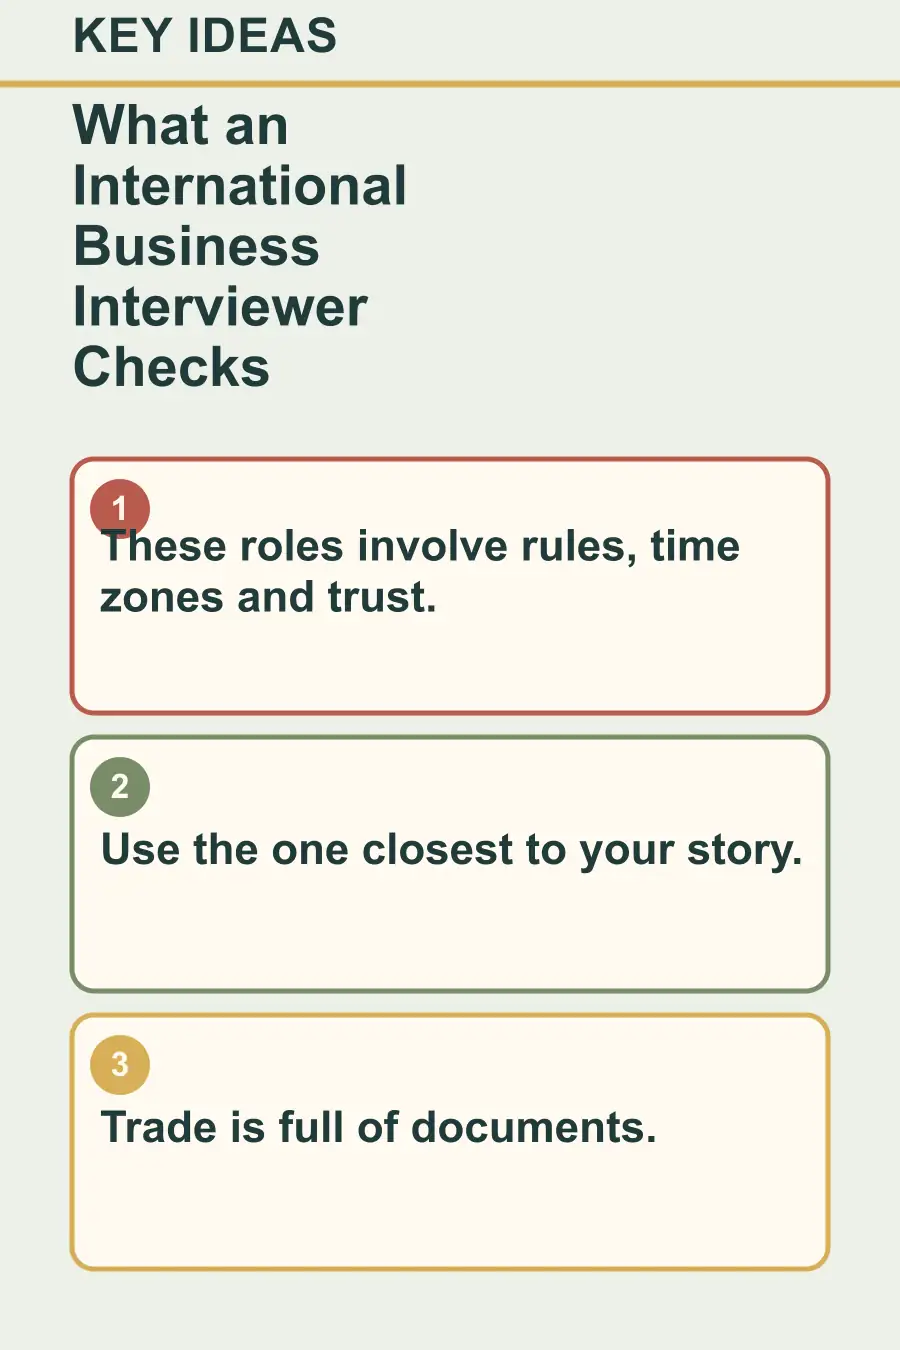 KEY IDEAS
What an
International
Business
Interviewer
Checks
1
These roles involve rules, time
zones and trust.
2
Use the one closest to your story.
3
Trade is full of documents.